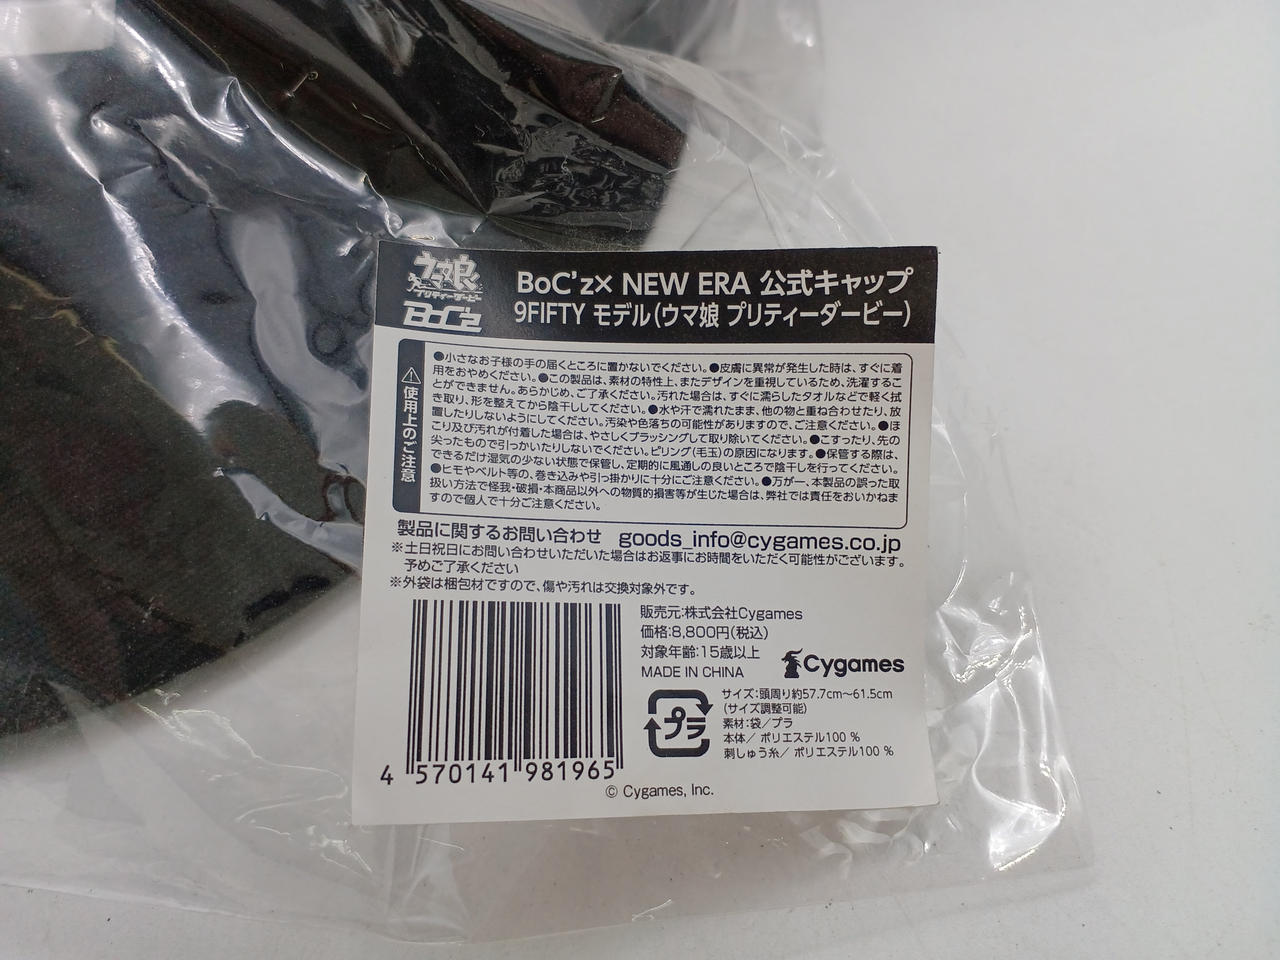 ウマ娘
プリティーダービー
BoC'z
BoC'z× NEW ERA 公式キャップ
9FIFTY モデル(ウマ娘 プリティーダービー)
使用上のご注意
●小さなお子様の手の届くところに置かないでください。●皮膚に異常が発生した時は、すぐに着
用をおやめください。●この製品は、素材の特性上、またデザインを重視しているため、洗濯するこ
とができません。あらかじめ、ご了承ください。汚れた場合は、すぐに濡らしたタオルなどで軽く拭
き取り、形を整えてから陰干ししてください。●水や汗で濡れたまま、他の物と重ね合わせたり、放
置したりしないようにしてください。汚染や色落ちの可能性がありますので、ご注意ください。●ほ
こり及び汚れが付着した場合は、やさしくブラッシングして取り除いてください。●こすったり、先の
尖ったもので引っかいたりしないでください。ピリング(毛玉)の原因になります。●保管する際は、
できるだけ湿気の少ない状態で保管し、定期的に風通しの良いところで陰干しを行ってください。
●ヒモやベルト等の、巻き込みや引っ掛かりに十分にご注意ください。●万が一、本製品の誤った取
扱い方法で怪我・破損・本商品以外への物質的損害等が生じた場合は、弊社では責任をおいかねま
すので個人で十分ご注意ください。
製品に関するお問い合わせ goods_info@cygames.co.jp
※土日祝日にお問い合わせいただいた場合はお返事にお時間をいただく可能性がございます。
予めご了承ください
※外袋は梱包材ですので、傷や汚れは交換対象外です。
販売元:株式会社Cygames
価格:8,800円(税込)
対象年齢:15歳以上
MADE IN CHINA
Cygames
プラ
サイズ:頭周り約57.7cm～61.5cm
(サイズ調整可能)
素材:袋/プラ
本体/ ポリエステル100 %
刺しゅう糸/ ポリエステル100 %
4 570141 981965
© Cygames, Inc.